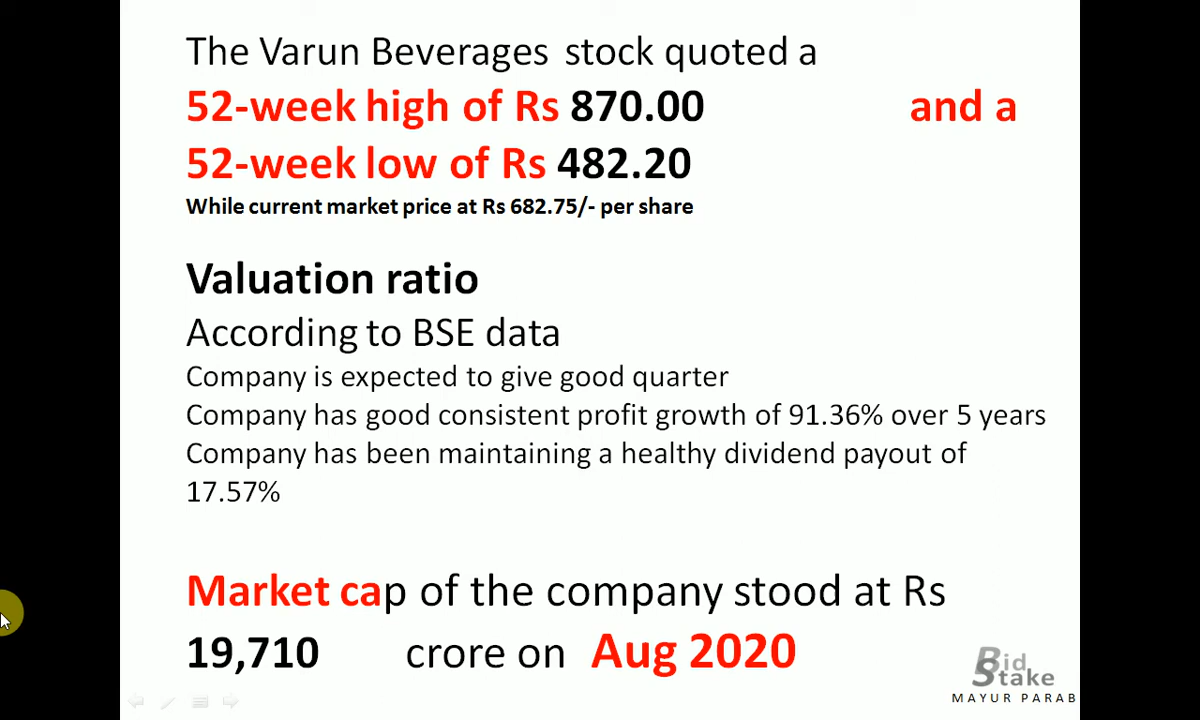 The Varun Beverages stock quoted a
52-week high of Rs 870.00 and a
52-week low of Rs 482.20
While current market price at Rs 682.75/- per share
Valuation ratio
According to BSE data
Company is expected to give good quarter
Company has good consistent profit growth of 91.36% over 5 years
Company has been maintaining a healthy dividend payout of
17.57%
Market cap of the company stood at Rs
19,710 crore on Aug 2020
Bid
Stake
MAYUR PARAB